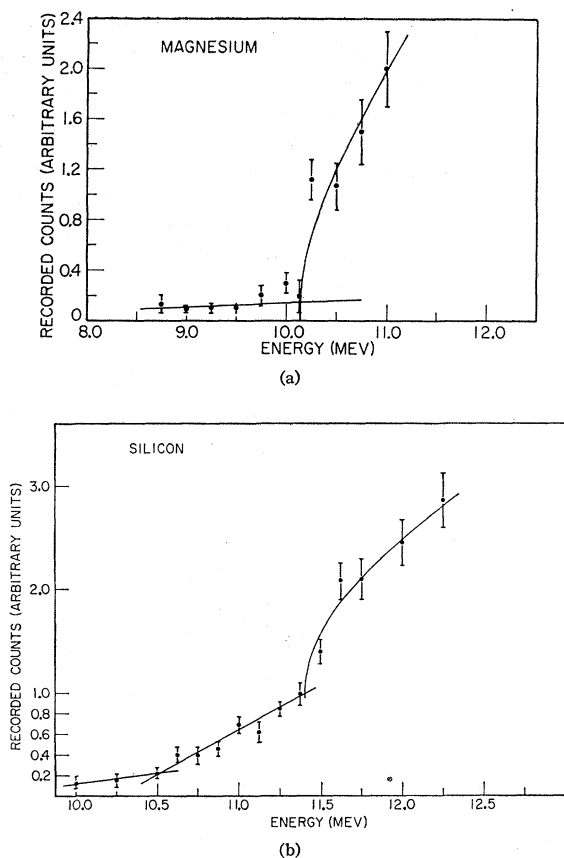 MAGNESIUM
RECORDED COUNTS (ARBITRARY UNITS)
2.4
2.0
1.6
1.2
0.8
0.4
0
8.0 9.0 10.0 11.0 12.0
ENERGY (MEV)
(a)
SILICON
RECORDED COUNTS (ARBITRARY UNITS)
3.0
2.0
1.0
0.8
0.6
0.4
0.2
10.0 10.5 11.0 11.5 12.0 12.5
ENERGY (MEV)
(b)